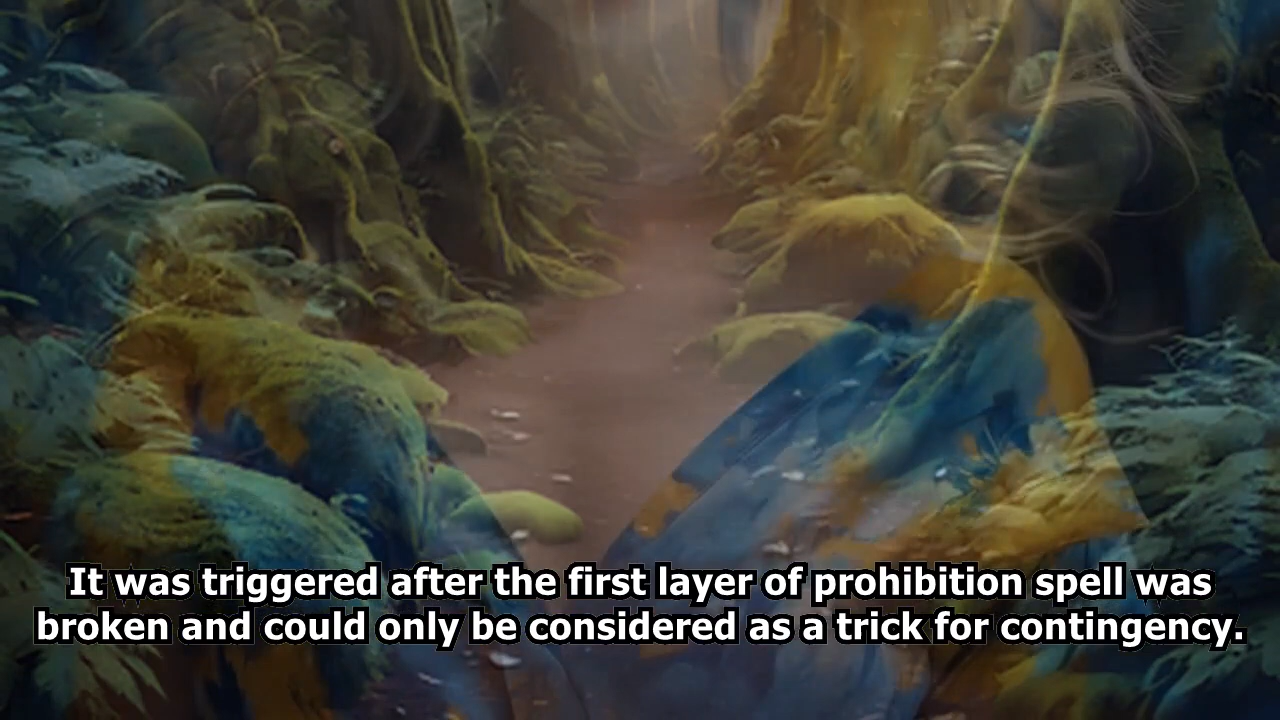 It was triggered after the first layer of prohibition spell was
broken and could only be considered as a trick for contingency.